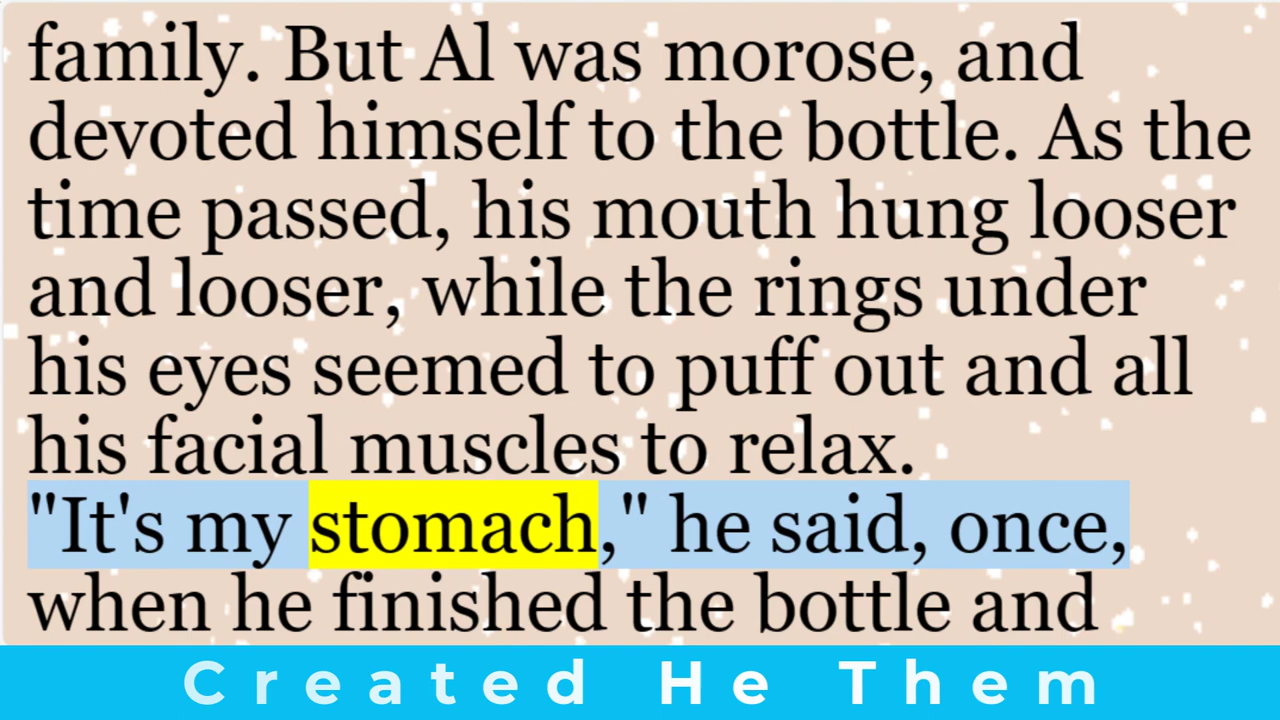 family. But Al was morose, and
devoted himself to the bottle. As the
time passed, his mouth hung looser
and looser, while the rings under
his eyes seemed to puff out and all
his facial muscles to relax.
"It's my stomach," he said, once,
when he finished the bottle and
Created He Them